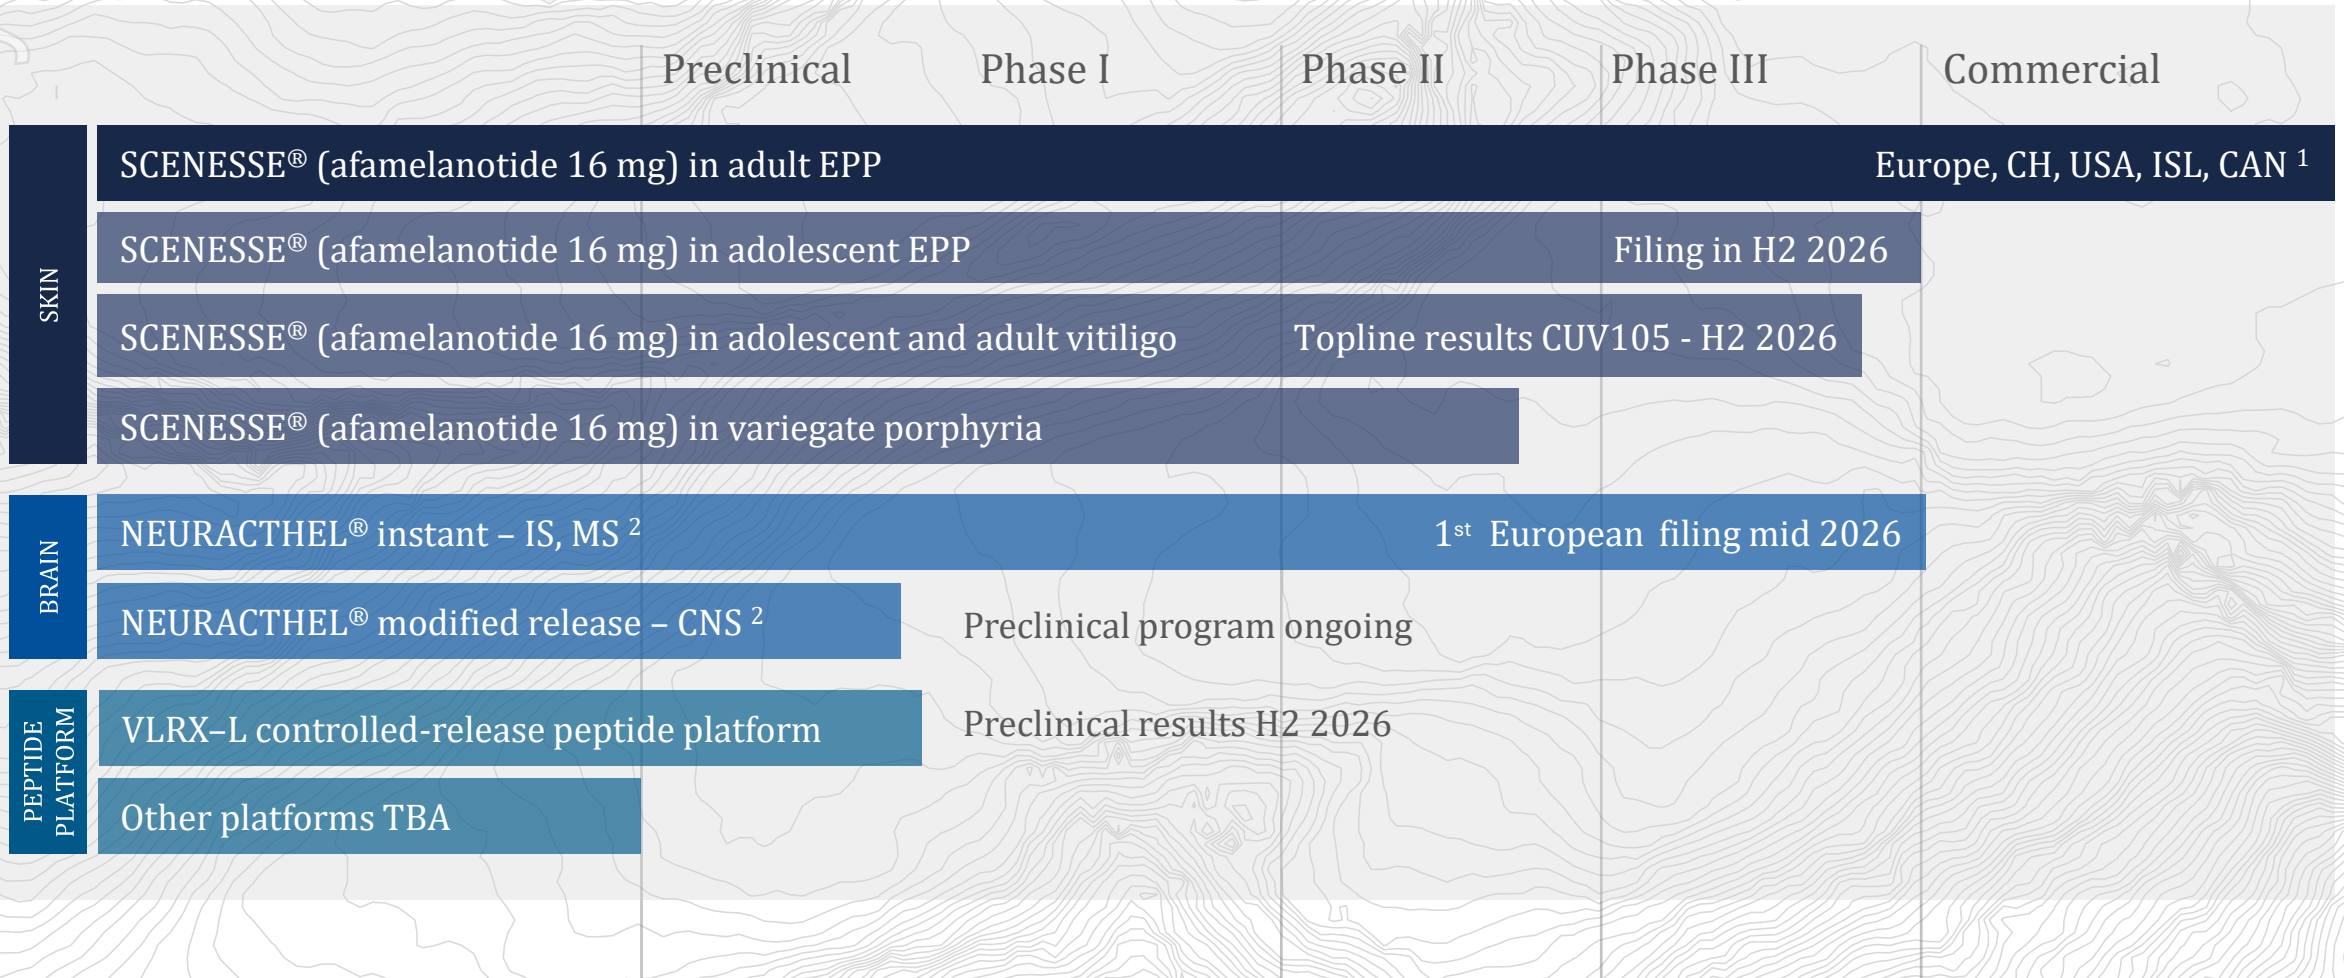 Preclinical Phase I Phase II Phase III Commercial
SKIN
SCENESSE® (afamelanotide 16 mg) in adult EPP Europe, CH, USA, ISL, CAN ¹
SCENESSE® (afamelanotide 16 mg) in adolescent EPP Filing in H2 2026
SCENESSE® (afamelanotide 16 mg) in adolescent and adult vitiligo Topline results CUV105 - H2 2026
SCENESSE® (afamelanotide 16 mg) in variegate porphyria
BRAIN
NEURACTHEL® instant – IS, MS ² 1st European filing mid 2026
NEURACTHEL® modified release – CNS ² Preclinical program ongoing
PEPTIDE
PLATFORM
VLRX–L controlled-release peptide platform Preclinical results H2 2026
Other platforms TBA